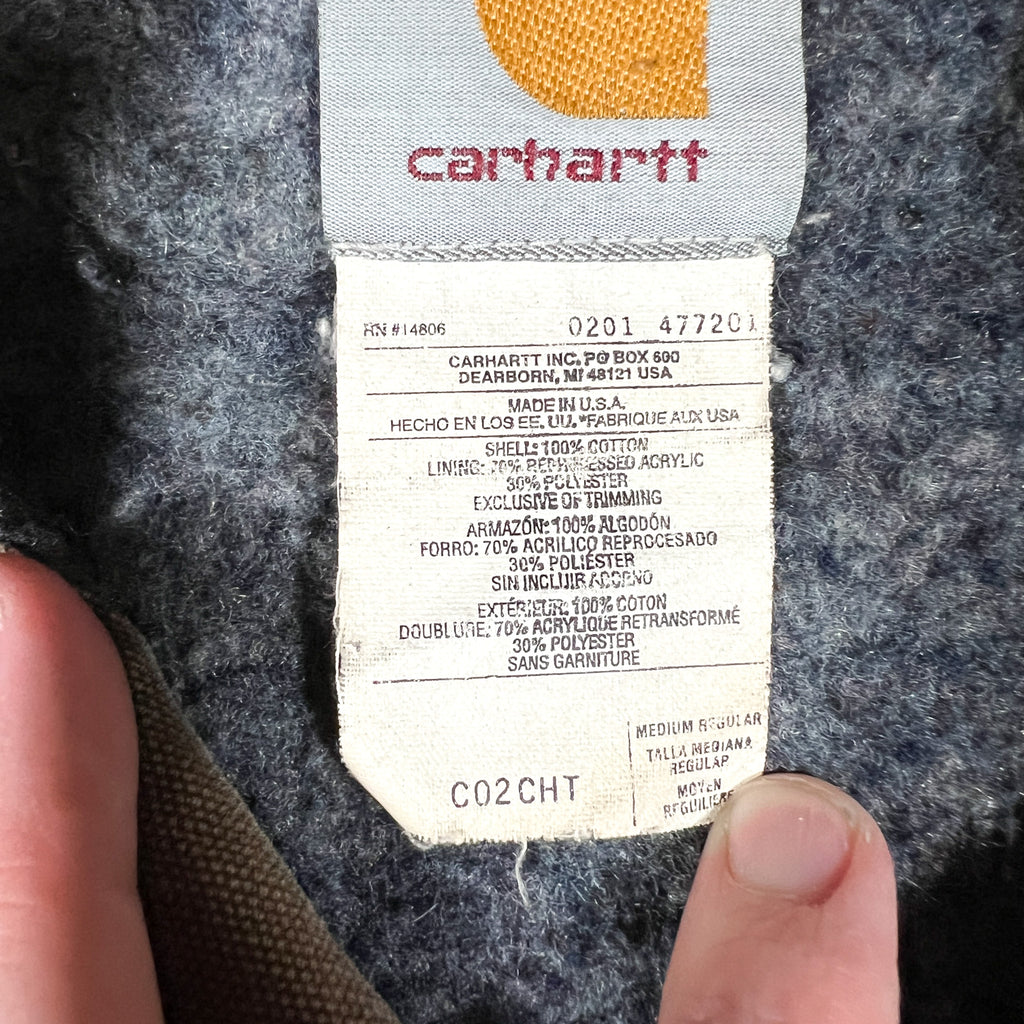 carhartt
RN #14806 0201 477201
CARHARTT INC. PO BOX 600
DEARBORN, MI 48121 USA
MADE IN U.S.A.
HECHO EN LOS EE. UU. *FABRIQUE AUX USA
SHELL: 100% COTTON
LINING: 70% REPROCESSED ACRYLIC
30% POLYESTER
EXCLUSIVE OF TRIMMING
ARMAZÓN: 100% ALGODÓN
FORRO: 70% ACRILICO REPROCESADO
30% POLIÉSTER
SIN INCLUIR ADORNO
EXTÉRIEUR: 100% COTON
DOUBLURE: 70% ACRYLIQUE RETRANSFORMÉ
30% POLYESTER
SANS GARNITURE
MEDIUM REGULAR
TALLA MEDIANA
REGULAR
MOYEN
C02CHT